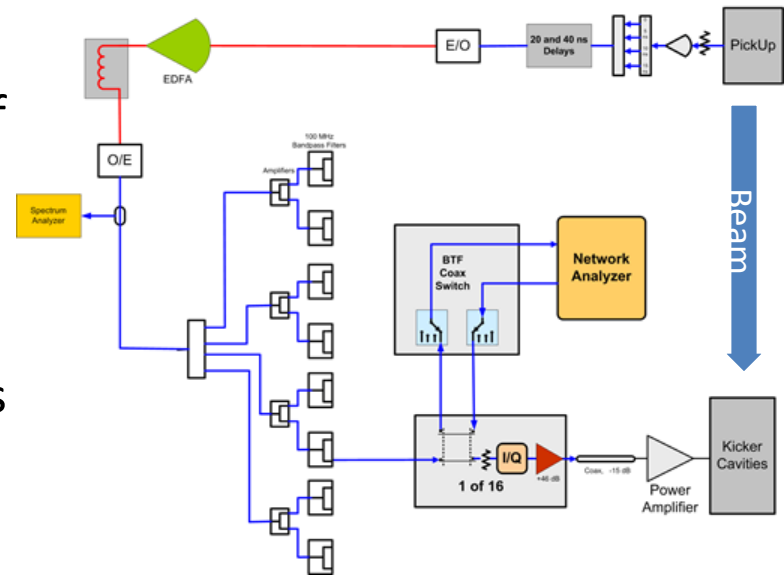 PickUp
20 and 40 ns
Delays
E/O
EDFA
O/E
Spectrum
Analyzer
100 MHz
Bandpass Filters
Amplifiers
BTF
Coax
Switch
Network
Analyzer
Beam
I/Q
+46 dB
1 of 16
Coax, -15 dB
Power
Amplifier
Kicker
Cavities